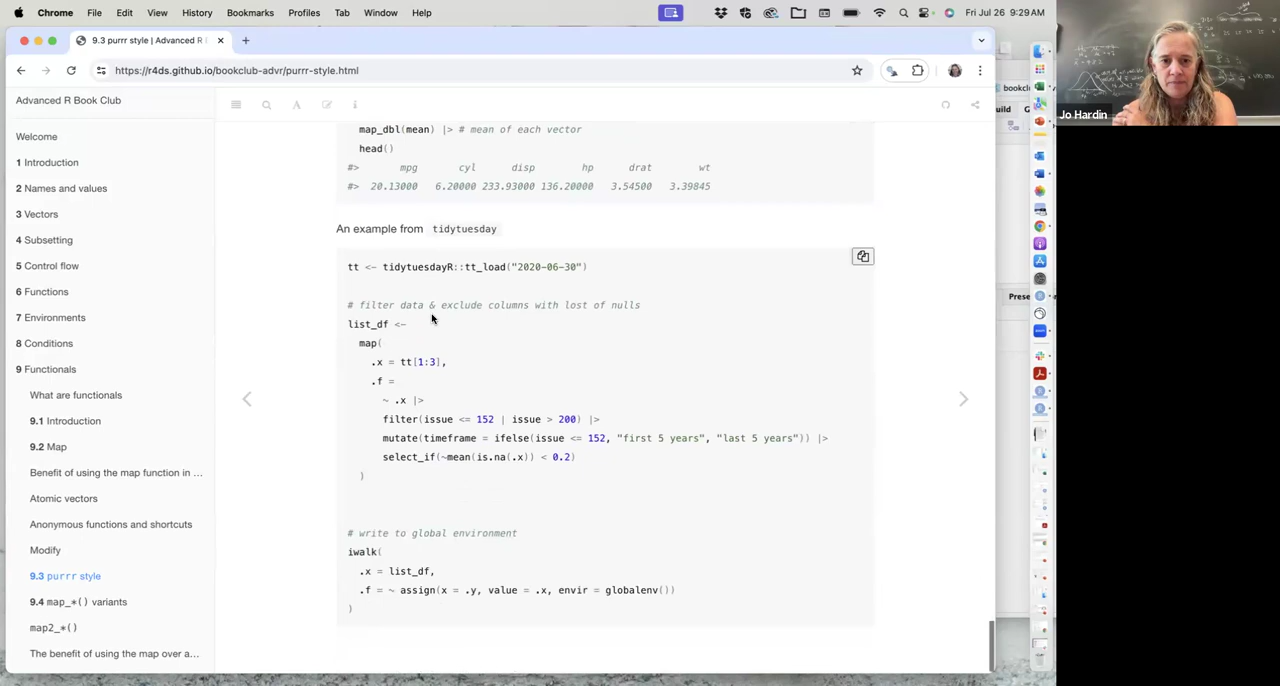 Chrome File Edit View History Bookmarks Profiles Tab Window Help Fri Jul 26 9:29 AM
9.3 purrr style | Advanced R
https://r4ds.github.io/bookclub-advr/purrr-style.html
Jo Hardin
Advanced R Book Club
Welcome
1 Introduction
2 Names and values
3 Vectors
4 Subsetting
5 Control flow
6 Functions
7 Environments
8 Conditions
9 Functionals
What are functionals
9.1 Introduction
9.2 Map
Benefit of using the map function in ...
Atomic vectors
Anonymous functions and shortcuts
Modify
9.3 purrr style
9.4 map_*() variants
map2_*()
The benefit of using the map over a...
map_dbl(mean) |> # mean of each vector
head()
#> mpg cyl disp hp drat wt
#> 20.13000 6.20000 233.93000 136.20000 3.54500 3.39845
An example from tidytuesday
tt <- tidytuesdayR::tt_load("2020-06-30")
# filter data & exclude columns with lost of nulls
list_df <-
map(
.x = tt[1:3],
.f =
~ .x |>
filter(issue <= 152 | issue > 200) |>
mutate(timeframe = ifelse(issue <= 152, "first 5 years", "last 5 years")) |>
select_if(~mean(is.na(.x)) < 0.2)
)
# write to global environment
iwalk(
.x = list_df,
.f = ~ assign(x = .y, value = .x, envir = globalenv())
)
bookcl
uild
Prese